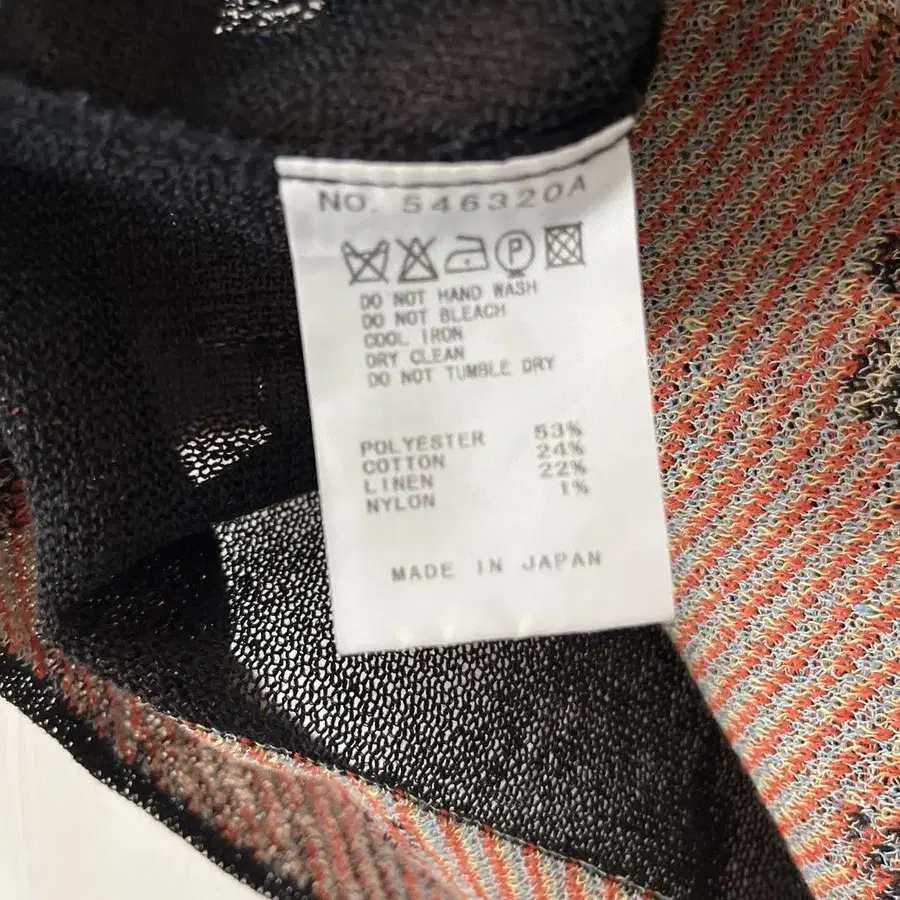 NO. 546320A
P
DO NOT HAND WASH
DO NOT BLEACH
COOL IRON
DRY CLEAN
DO NOT TUMBLE DRY
POLYESTER 53%
COTTON 24%
LINEN 22%
NYLON 1%
MADE IN JAPAN